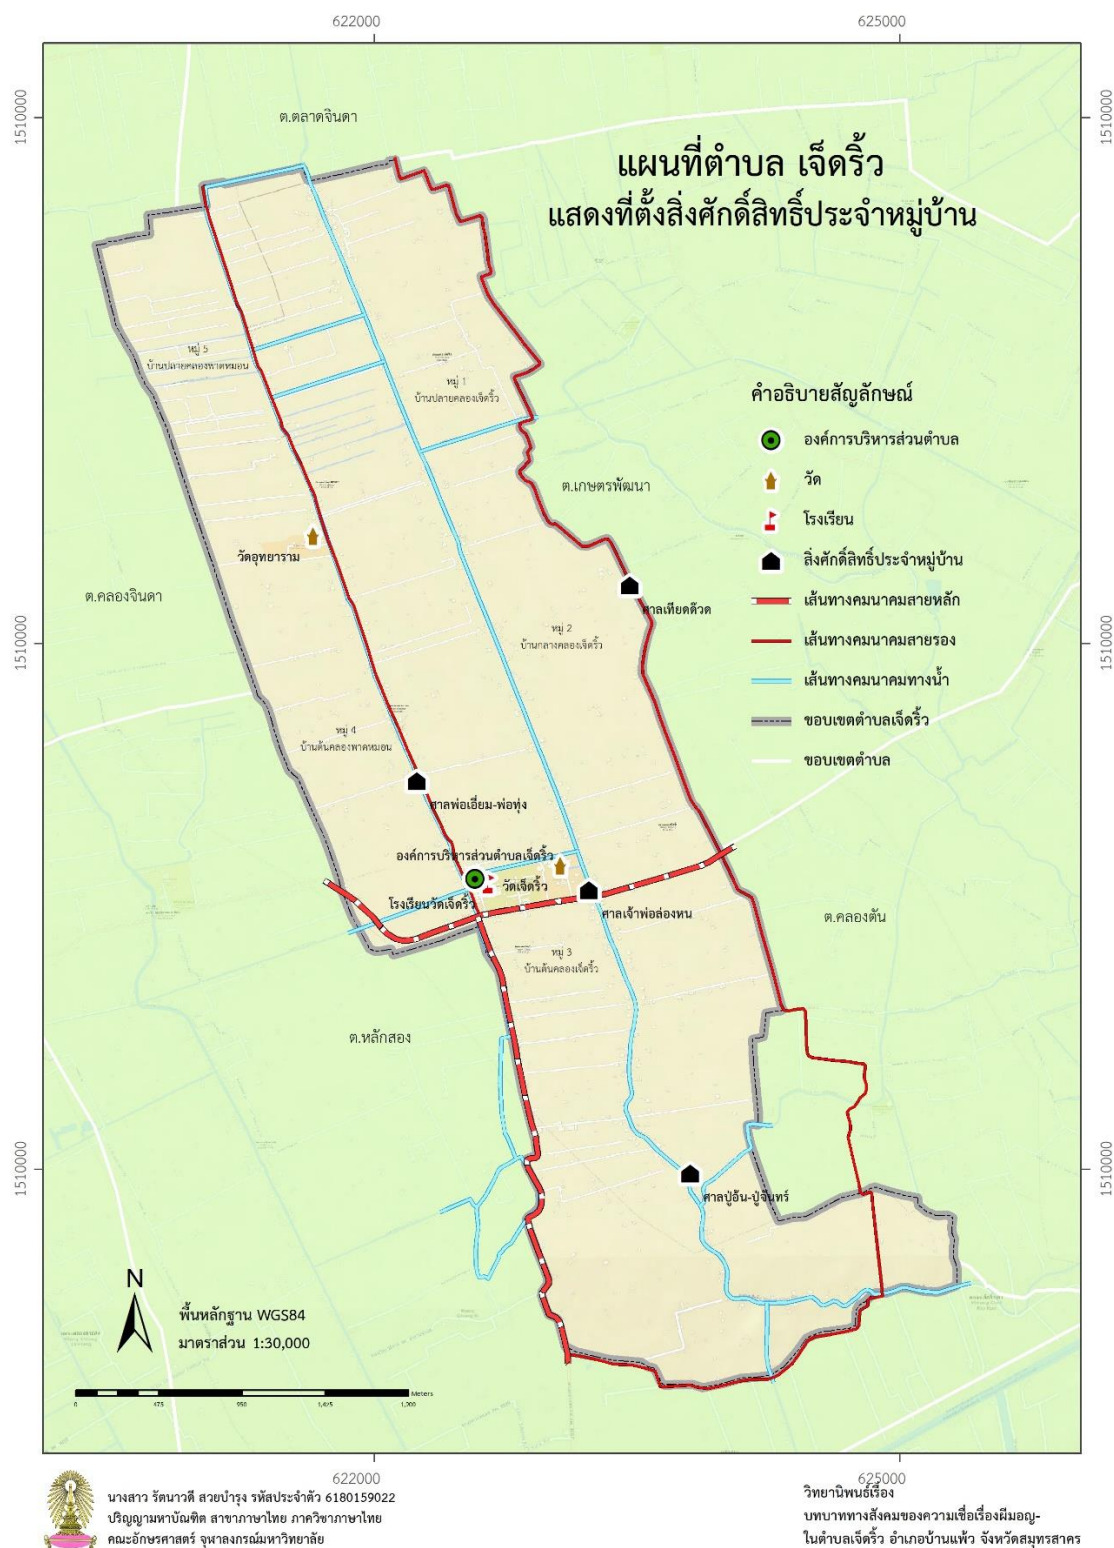 622000
625000
1510000
1510000
ต.ตลาดจินดา
แผนที่ตำบล เจ็ดริ้ว
แสดงที่ตั้งสิ่งศักดิ์สิทธิ์ประจำหมู่บ้าน
หมู่ 5
บ้านปลายคลองพาดหมอน
หมู่ 1
บ้านปลายคลองเจ็ดริ้ว
คำอธิบายสัญลักษณ์
องค์การบริหารส่วนตำบล
วัด
โรงเรียน
สิ่งศักดิ์สิทธิ์ประจำหมู่บ้าน
เส้นทางคมนาคมสายหลัก
เส้นทางคมนาคมสายรอง
เส้นทางคมนาคมทางน้ำ
ขอบเขตตำบลเจ็ดริ้ว
ขอบเขตตำบล
ต.เกษตรพัฒนา
วัดอุทยาราม
ต.คลองจินดา
ศาลเทียดด๊วด
1510000
1510000
หมู่ 2
บ้านกลางคลองเจ็ดริ้ว
หมู่ 4
บ้านต้นคลองพาดหมอน
ศาลพ่อเอี่ยม-พ่อทุ่ง
องค์การบริหารส่วนตำบลเจ็ดริ้ว
วัดเจ็ดริ้ว
โรงเรียนวัดเจ็ดริ้ว
ศาลเจ้าพ่อล่องหน
ต.คลองตัน
หมู่ 3
บ้านต้นคลองเจ็ดริ้ว
ต.หลักสอง
1510000
1510000
ศาลปู่อ้น-ปู่จันทร์
N
พื้นหลักฐาน WGS84
มาตราส่วน 1:30,000
Meters
0 475 950 1,425 1,900
622000
625000
นางสาว รัตนาวดี สวยบำรุง รหัสประจำตัว 6180159022
ปริญญามหาบัณฑิต สาขาภาษาไทย ภาควิชาภาษาไทย
คณะอักษรศาสตร์ จุฬาลงกรณ์มหาวิทยาลัย
วิทยานิพนธ์เรื่อง
บทบาททางสังคมของความเชื่อเรื่องผีมอญ-
ในตำบลเจ็ดริ้ว อำเภอบ้านแพ้ว จังหวัดสมุทรสาคร